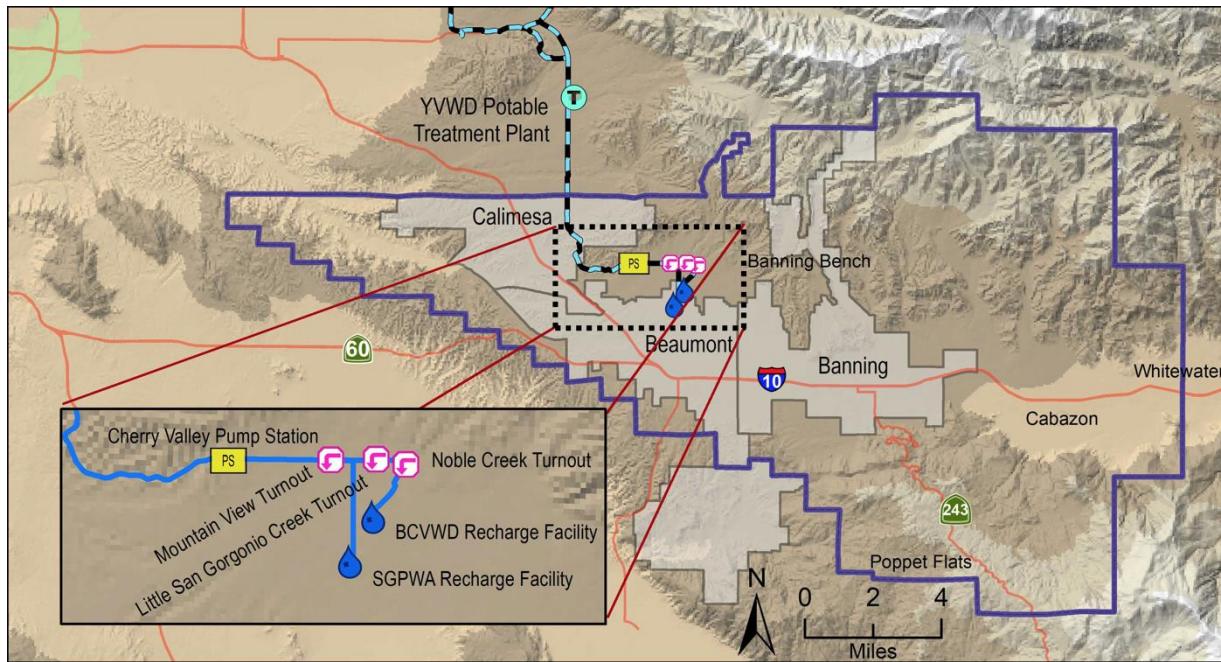 T
YVWD Potable
Treatment Plant
Calimesa
PS
Banning Bench
60
Beaumont
Banning
10
Whitewater
Cabazon
Cherry Valley Pump Station
PS
Noble Creek Turnout
Mountain View Turnout
Little San Gorgonio Creek Turnout
BCVWD Recharge Facility
SGPWA Recharge Facility
243
Poppet Flats
N
0 2 4
Miles